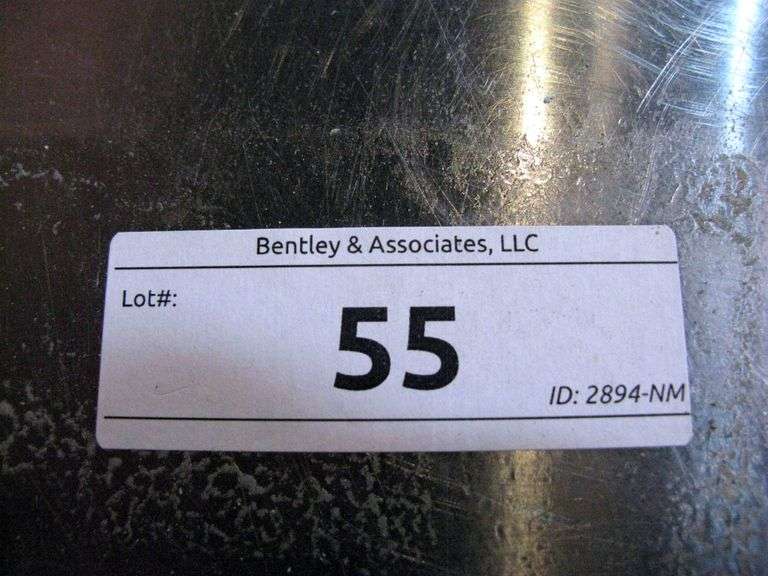 Bentley & Associates, LLC
Lot#:
55
ID: 2894-NM